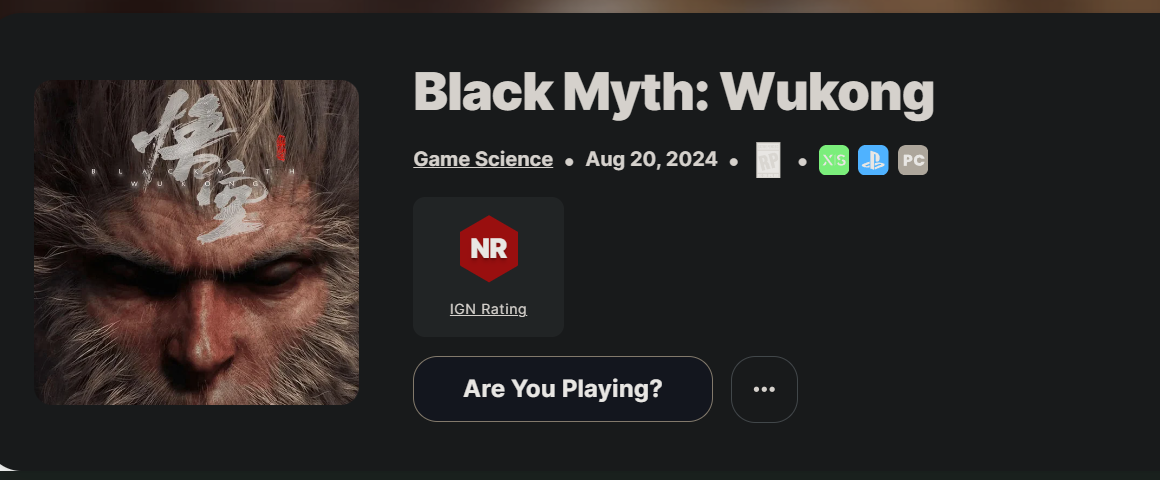 Black Myth: Wukong
Game Science • Aug 20, 2024 • RP • X|S PC
悟
空
BLACK MYTH
WUKONG
NR
IGN Rating
Are You Playing?